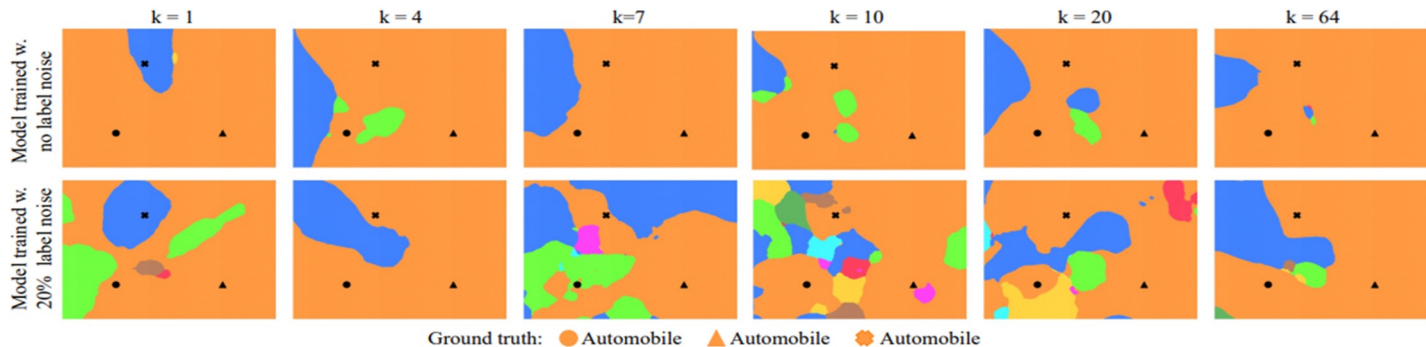 k = 1 k = 4 k=7 k = 10 k = 20 k = 64
Model trained w.
no label noise
Model trained w.
20% label noise
Ground truth: Automobile Automobile Automobile